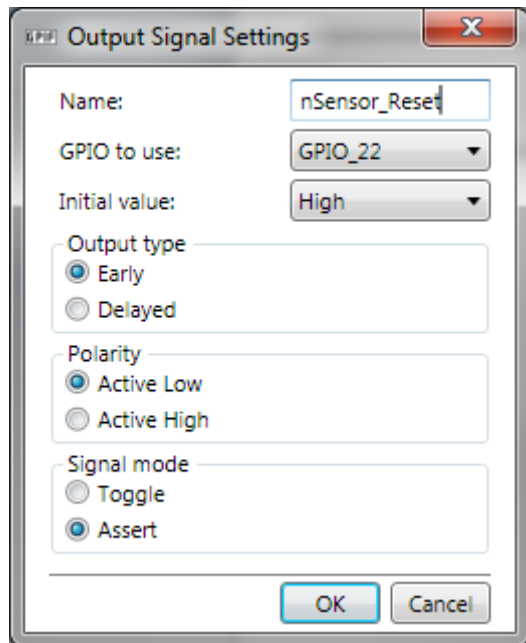 Output Signal Settings
Name: nSensor_Reset
GPIO to use: GPIO_22
Initial value: High
Output type
Early
Delayed
Polarity
Active Low
Active High
Signal mode
Toggle
Assert
OK Cancel